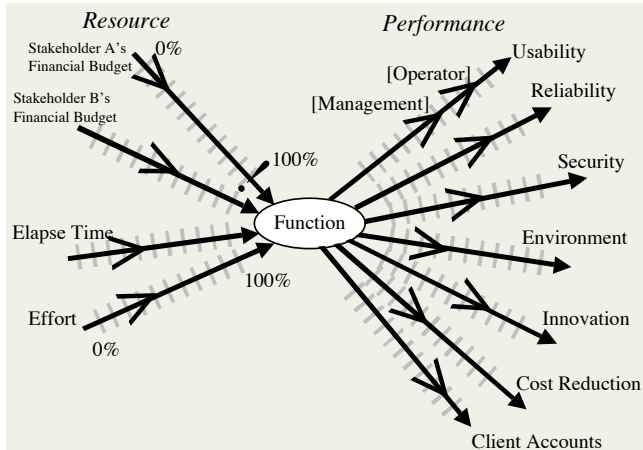 Resource
Performance
Stakeholder A's
Financial Budget
0%
Stakeholder B's
Financial Budget
100%
Elapse Time
Effort
0%
100%
Function
[Operator]
[Management]
Usability
Reliability
Security
Environment
Innovation
Cost Reduction
Client Accounts